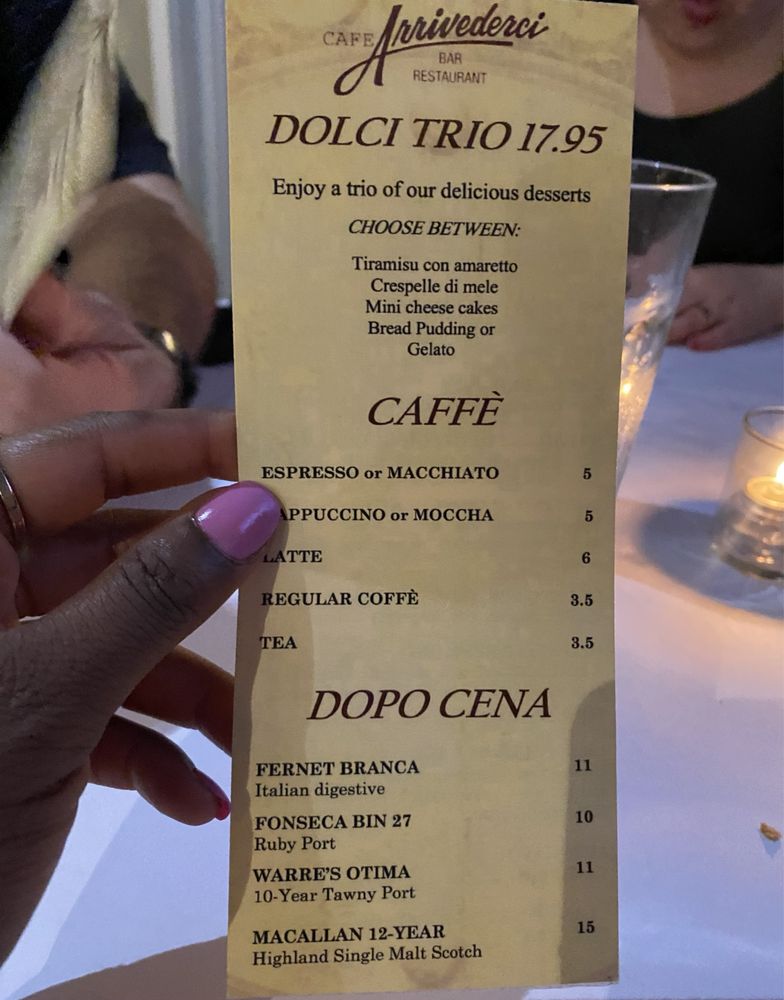 CAFE Arrivederci
BAR
RESTAURANT
DOLCI TRIO 17.95
Enjoy a trio of our delicious desserts
CHOOSE BETWEEN:
Tiramisu con amaretto
Crespelle di mele
Mini cheese cakes
Bread Pudding or
Gelato
CAFFÈ
ESPRESSO or MACCHIATO 5
APPUCCINO or MOCCHA 5
LATTE 6
REGULAR COFFÈ 3.5
TEA 3.5
DOPO CENA
FERNET BRANCA 11
Italian digestive
FONSECA BIN 27 10
Ruby Port
WARRE'S OTIMA 11
10-Year Tawny Port
MACALLAN 12-YEAR 15
Highland Single Malt Scotch